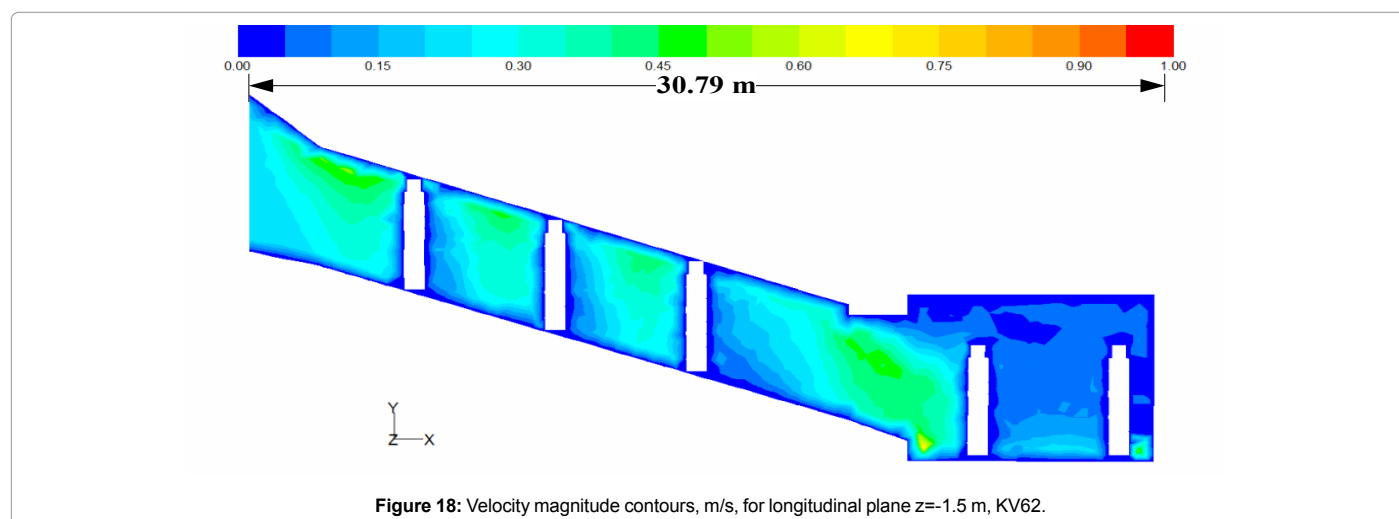 0.00 0.15 0.30 0.45 0.60 0.75 0.90 1.00
30.79 m
Y
Z X
Figure 18: Velocity magnitude contours, m/s, for longitudinal plane z=-1.5 m, KV62.